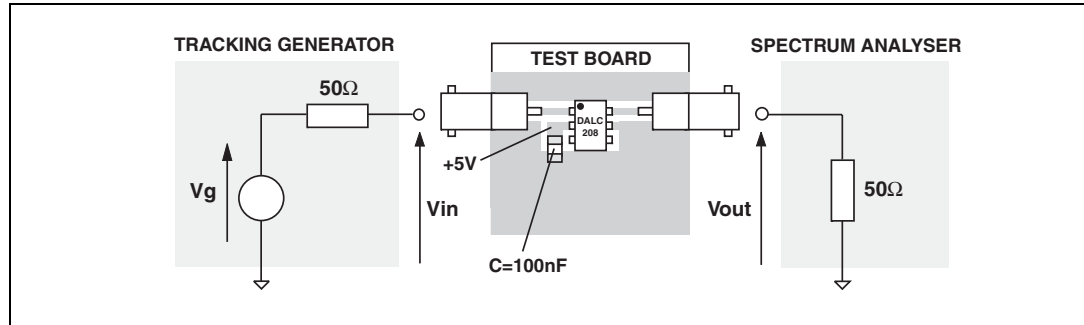 TRACKING GENERATOR
TEST BOARD
SPECTRUM ANALYSER
50Ω
DALC
208
+5V
Vg
Vin
Vout
50Ω
C=100nF